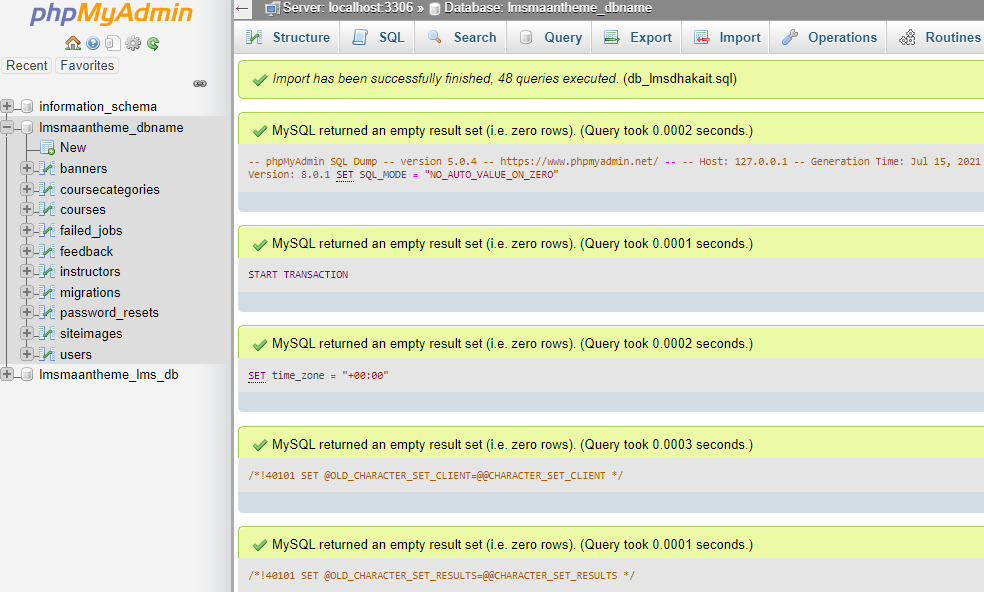 phpMyAdmin
Recent Favorites
information_schema
lmsmaantheme_dbname
New
banners
coursecategories
courses
failed_jobs
feedback
instructors
migrations
password_resets
siteimages
users
lmsmaantheme_lms_db
Server: localhost:3306 » Database: lmsmaantheme_dbname
Structure SQL Search Query Export Import Operations Routines
Import has been successfully finished, 48 queries executed. (db_lmsdhakait.sql)
MySQL returned an empty result set (i.e. zero rows). (Query took 0.0002 seconds.)
-- phpMyAdmin SQL Dump -- version 5.0.4 -- https://www.phpmyadmin.net/ -- -- Host: 127.0.0.1 -- Generation Time: Jul 15, 2021
Version: 8.0.1 SET SQL_MODE = "NO_AUTO_VALUE_ON_ZERO"
MySQL returned an empty result set (i.e. zero rows). (Query took 0.0001 seconds.)
START TRANSACTION
MySQL returned an empty result set (i.e. zero rows). (Query took 0.0002 seconds.)
SET time_zone = "+00:00"
MySQL returned an empty result set (i.e. zero rows). (Query took 0.0003 seconds.)
/*!40101 SET @OLD_CHARACTER_SET_CLIENT=@@CHARACTER_SET_CLIENT */
MySQL returned an empty result set (i.e. zero rows). (Query took 0.0001 seconds.)
/*!40101 SET @OLD_CHARACTER_SET_RESULTS=@@CHARACTER_SET_RESULTS */